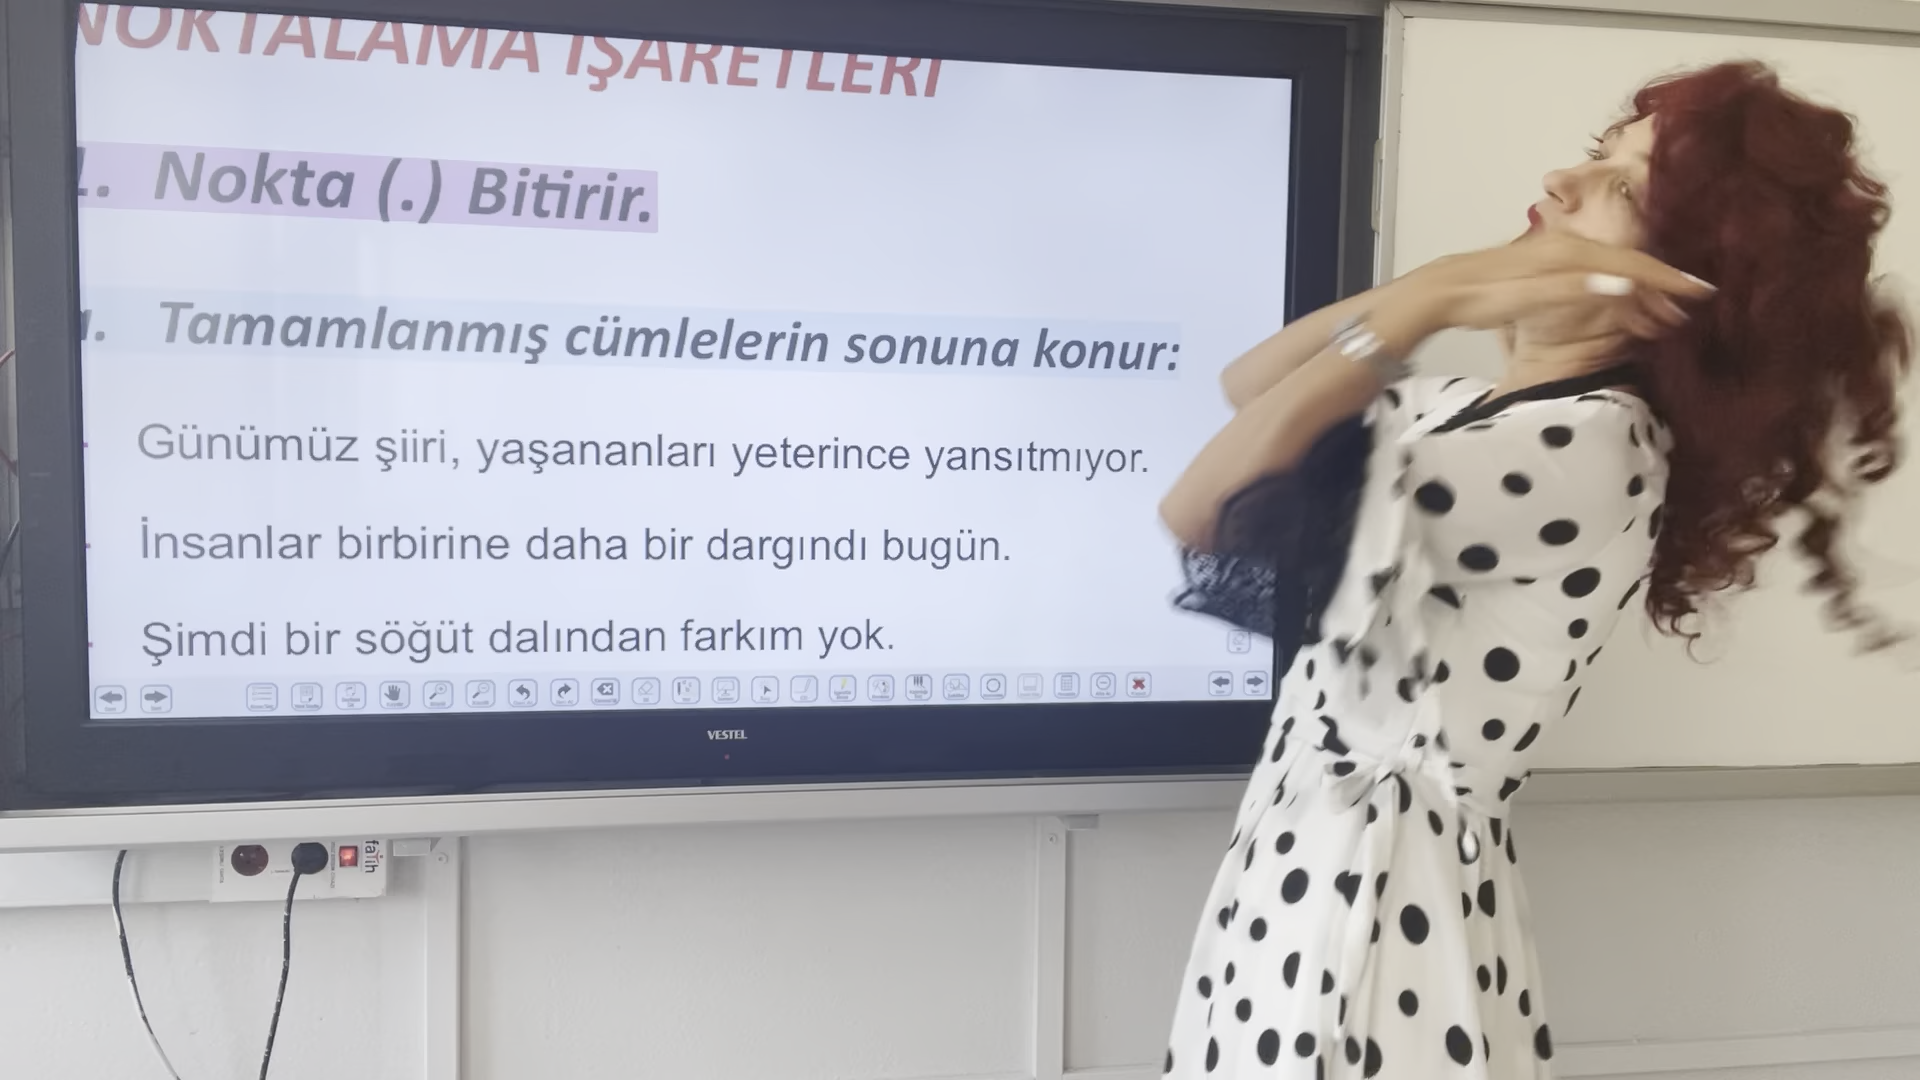 NOKTALAMA İŞARETLERİ
1. Nokta (.) Bitirir.
a. Tamamlanmış cümlelerin sonuna konur:
Günümüz şiiri, yaşananları yeterince yansıtmıyor.
İnsanlar birbirine daha bir dargındı bugün.
Şimdi bir söğüt dalından farkım yok.
VESTEL
fatih